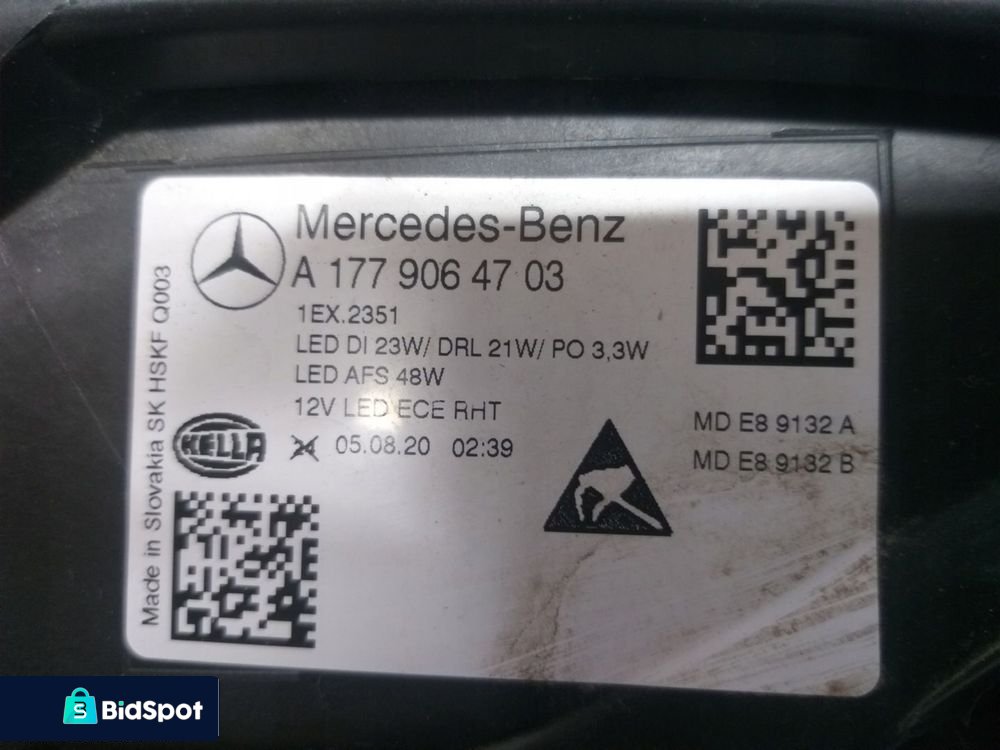 Mercedes-Benz
A 177 906 47 03
1EX.2351
LED DI 23W/ DRL 21W/ PO 3,3W
LED AFS 48W
12V LED ECE RHT
05.08.20 02:39
HELLA
Made in Slovakia SK HSKF Q003
MD E8 9132 A
MD E8 9132 B
BidSpot